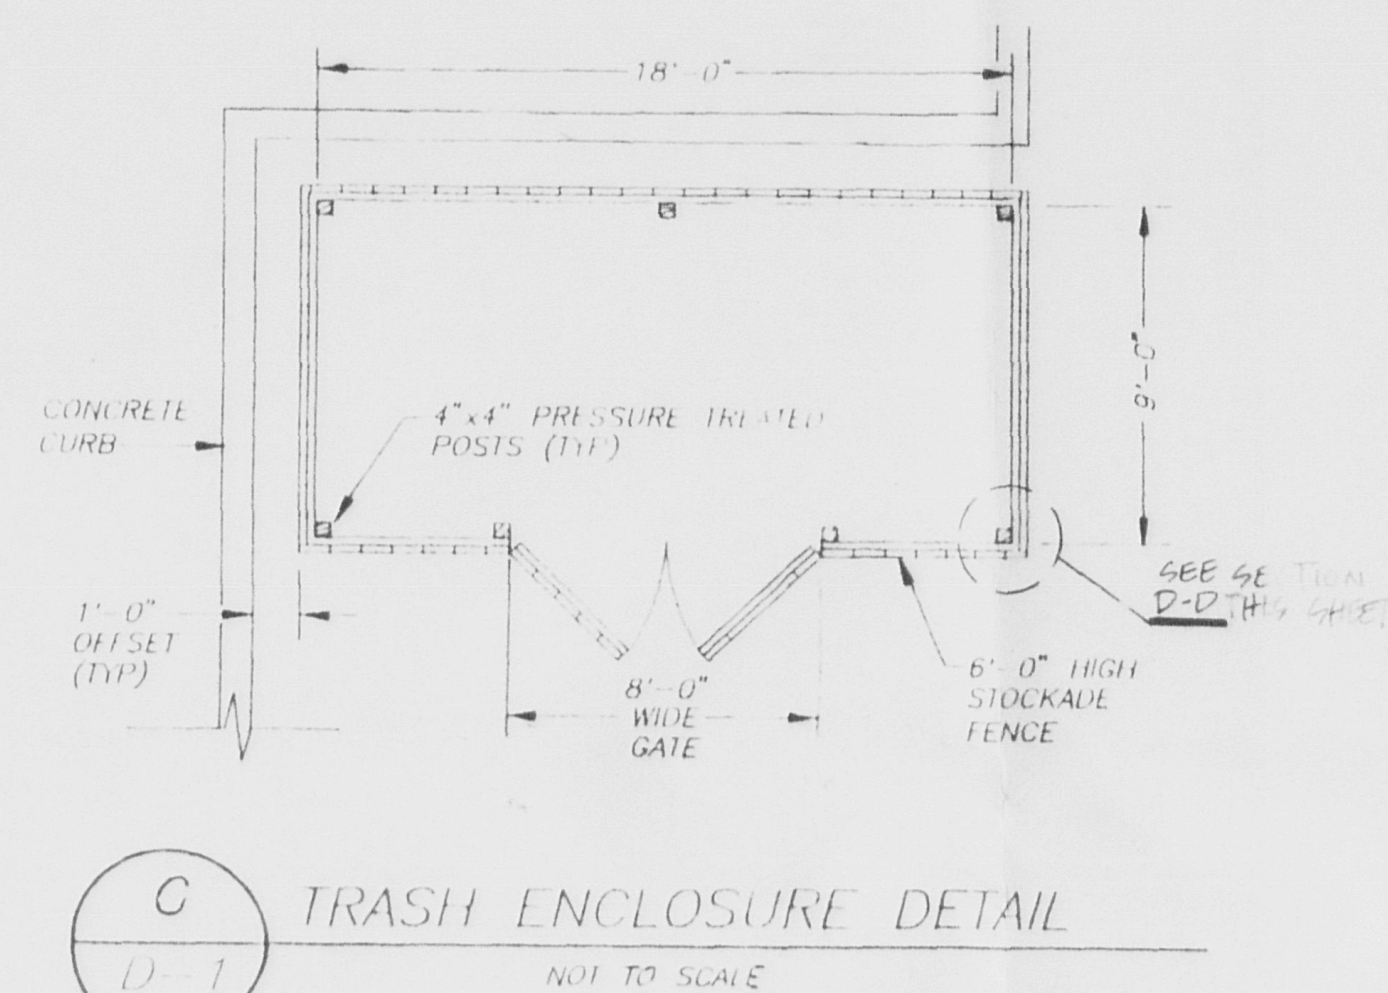 18'-0"
9'-0"
CONCRETE
CURB
4"x4" PRESSURE TREATED
POSTS (TYP)
SEE SECTION
D-D THIS SHEET
1'-0"
OFFSET
(TYP)
8'-0"
WIDE
GATE
6'-0" HIGH
STOCKADE
FENCE
C
D-1
TRASH ENCLOSURE DETAIL
NOT TO SCALE